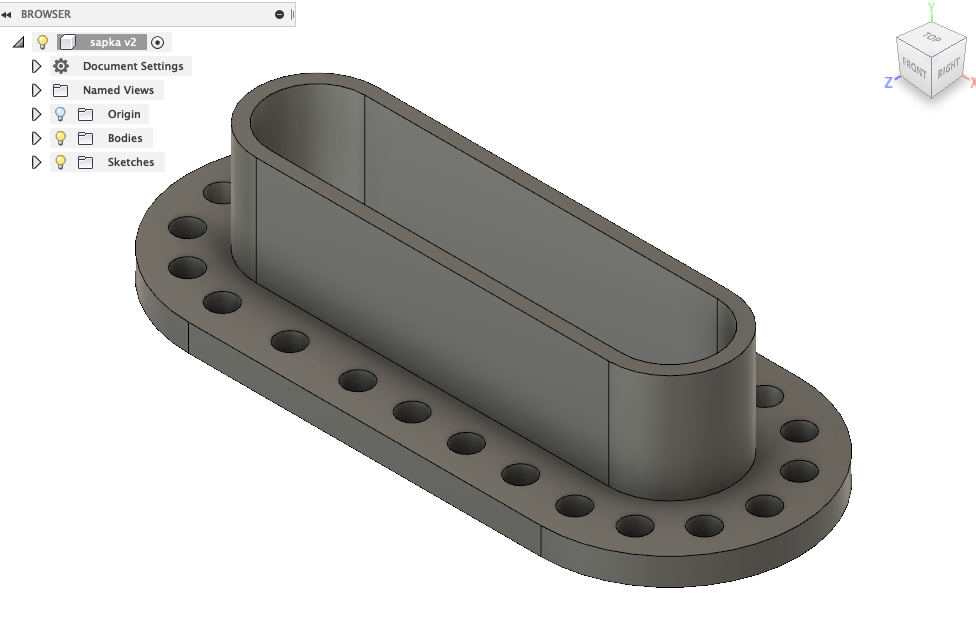 BROWSER
sapka v2
Document Settings
Named Views
Origin
Bodies
Sketches
Y
TOP
FRONT
RIGHT
Z
X